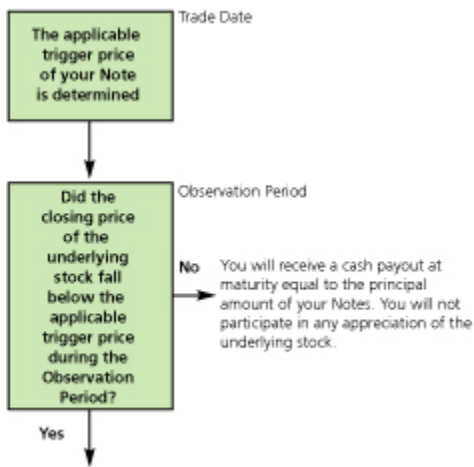 Trade Date
The applicable
trigger price
of your Note
is determined
Observation Period
Did the
closing price
of the
underlying
stock fall
below the
applicable
trigger price
during the
Observation
Period?
No
You will receive a cash payout at
maturity equal to the principal
amount of your Notes. You will not
participate in any appreciation of the
underlying stock.
Yes